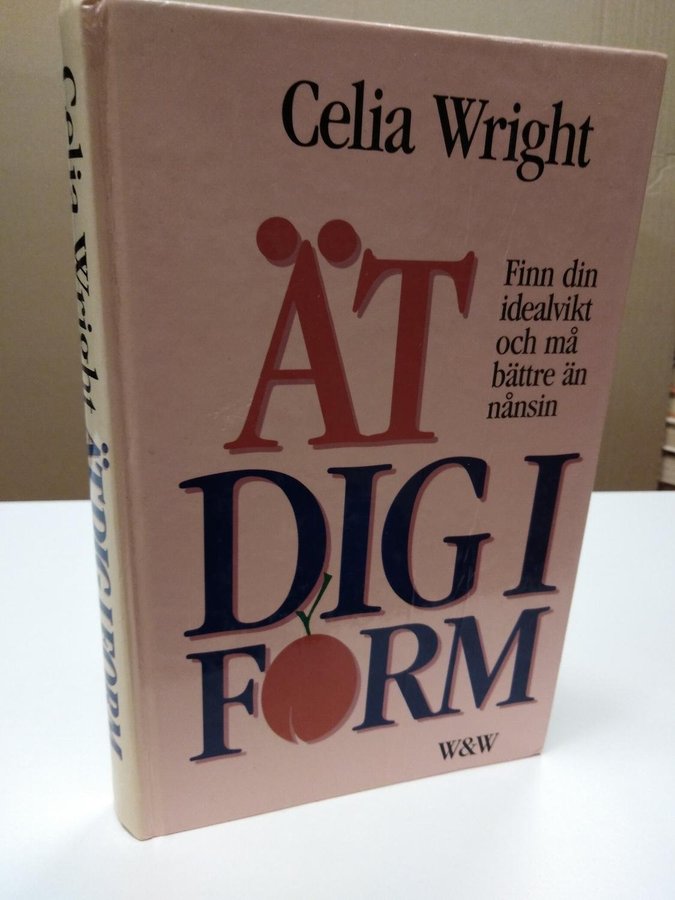 Celia Wright
ÄT
DIG I
FORM
Finn din
idealvikt
och må
bättre än
nånsin
W&W
Celia Wright ÄT DIG I FORM